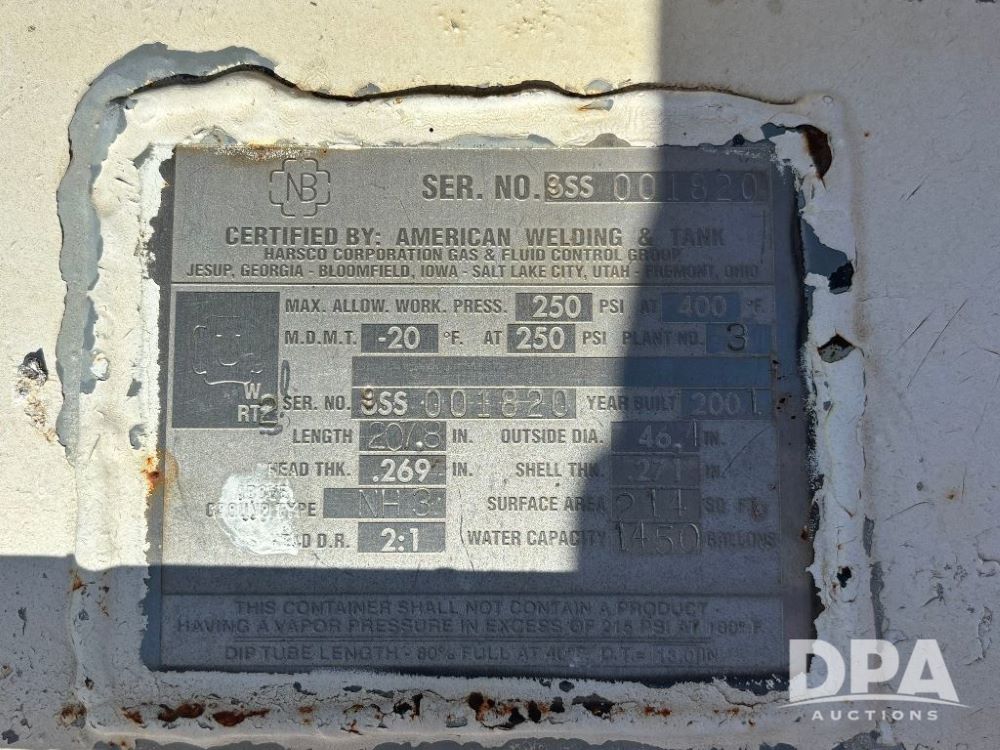 NB
SER. NO. 9SS 001820
CERTIFIED BY: AMERICAN WELDING & TANK
HARSCO CORPORATION GAS & FLUID CONTROL GROUP
JESUP, GEORGIA - BLOOMFIELD, IOWA - SALT LAKE CITY, UTAH - FREMONT, OHIO
MAX. ALLOW. WORK. PRESS. 250 PSI AT 400 °F.
M.D.M.T. -20 °F. AT 250 PSI PLANT NO. 3
U
W
RT2
SER. NO. 9SS 001820 YEAR BUILT 2001
LENGTH 207.8 IN. OUTSIDE DIA. 46.1 IN.
HEAD THK. .269 IN. SHELL THK. .271 IN.
TYPE NH3 SURFACE AREA 214 SQ. FT.
D.R. 2:1 WATER CAPACITY 1450 GALLONS
THIS CONTAINER SHALL NOT CONTAIN A PRODUCT
HAVING A VAPOR PRESSURE IN EXCESS OF 215 PSI AT 100° F.
DIP TUBE LENGTH - 80% FULL AT 40°F. D.T.= 13.0 IN
DPA
AUCTIONS